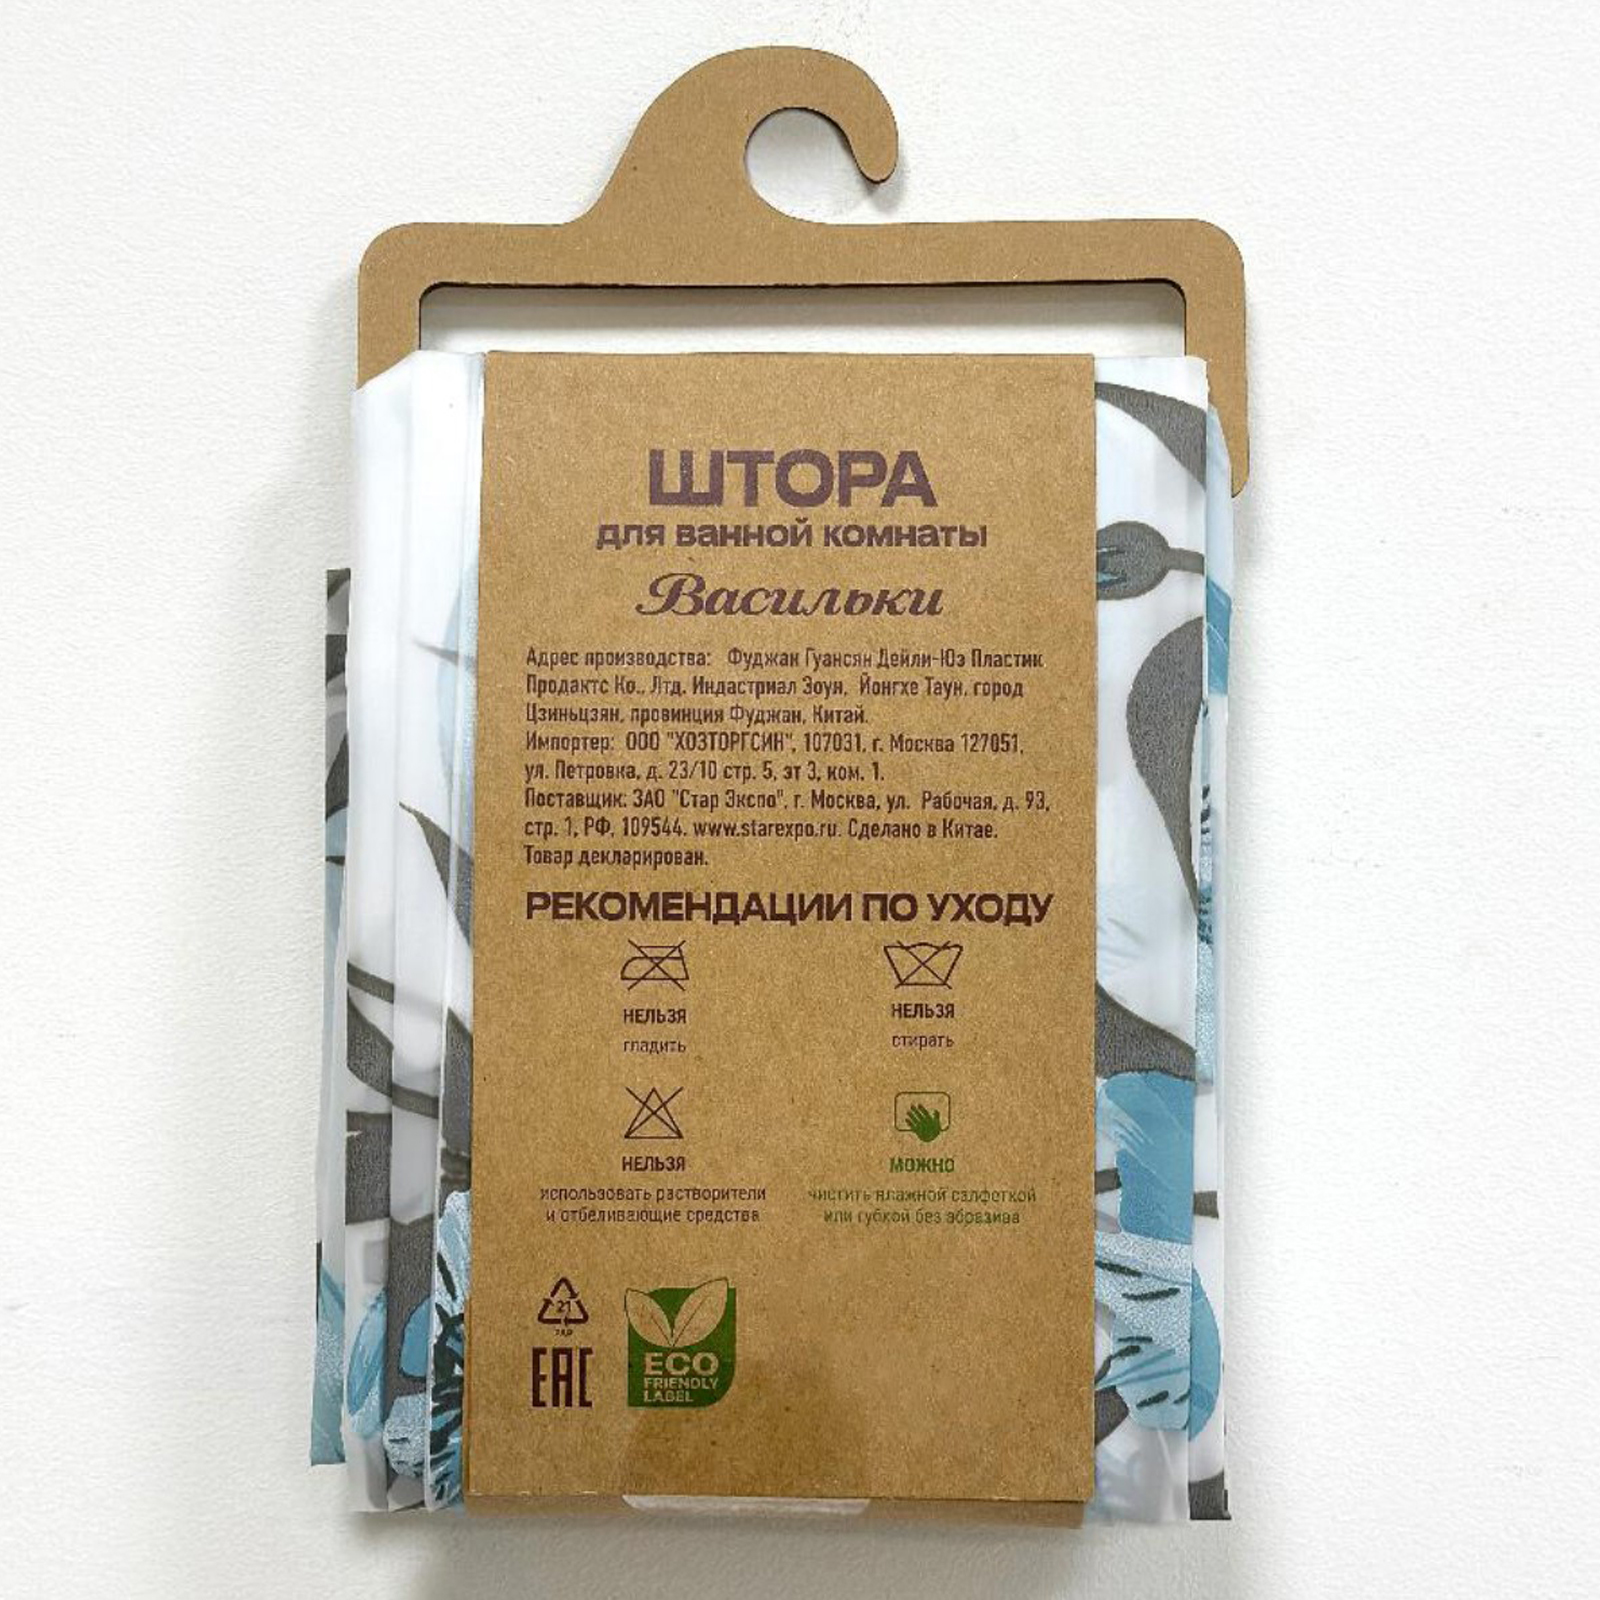 ШТОРА
для ванной комнаты
Васильки
Адрес производства: Фуджан Гуансян Дейли-Юэ Пластик
Продактс Ко., Лтд. Индастриал Зоун, Йонгхе Таун, город
Цзиньцзян, провинция Фуджан, Китай.
Импортер: ООО "ХОЗТОРГСИН", 107031, г. Москва 127051,
ул. Петровка, д. 23/10 стр. 5, эт 3, ком. 1.
Поставщик: ЗАО "Стар Экспо", г. Москва, ул. Рабочая, д. 93,
стр. 1, РФ, 109544. www.starexpo.ru. Сделано в Китае.
Товар декларирован.
РЕКОМЕНДАЦИИ ПО УХОДУ
НЕЛЬЗЯ
гладить
НЕЛЬЗЯ
стирать
НЕЛЬЗЯ
использовать растворители
и отбеливающие средства
МОЖНО
чистить влажной салфеткой
или губкой без абразива
21
PAP
EAC
ECO
FRIENDLY
LABEL